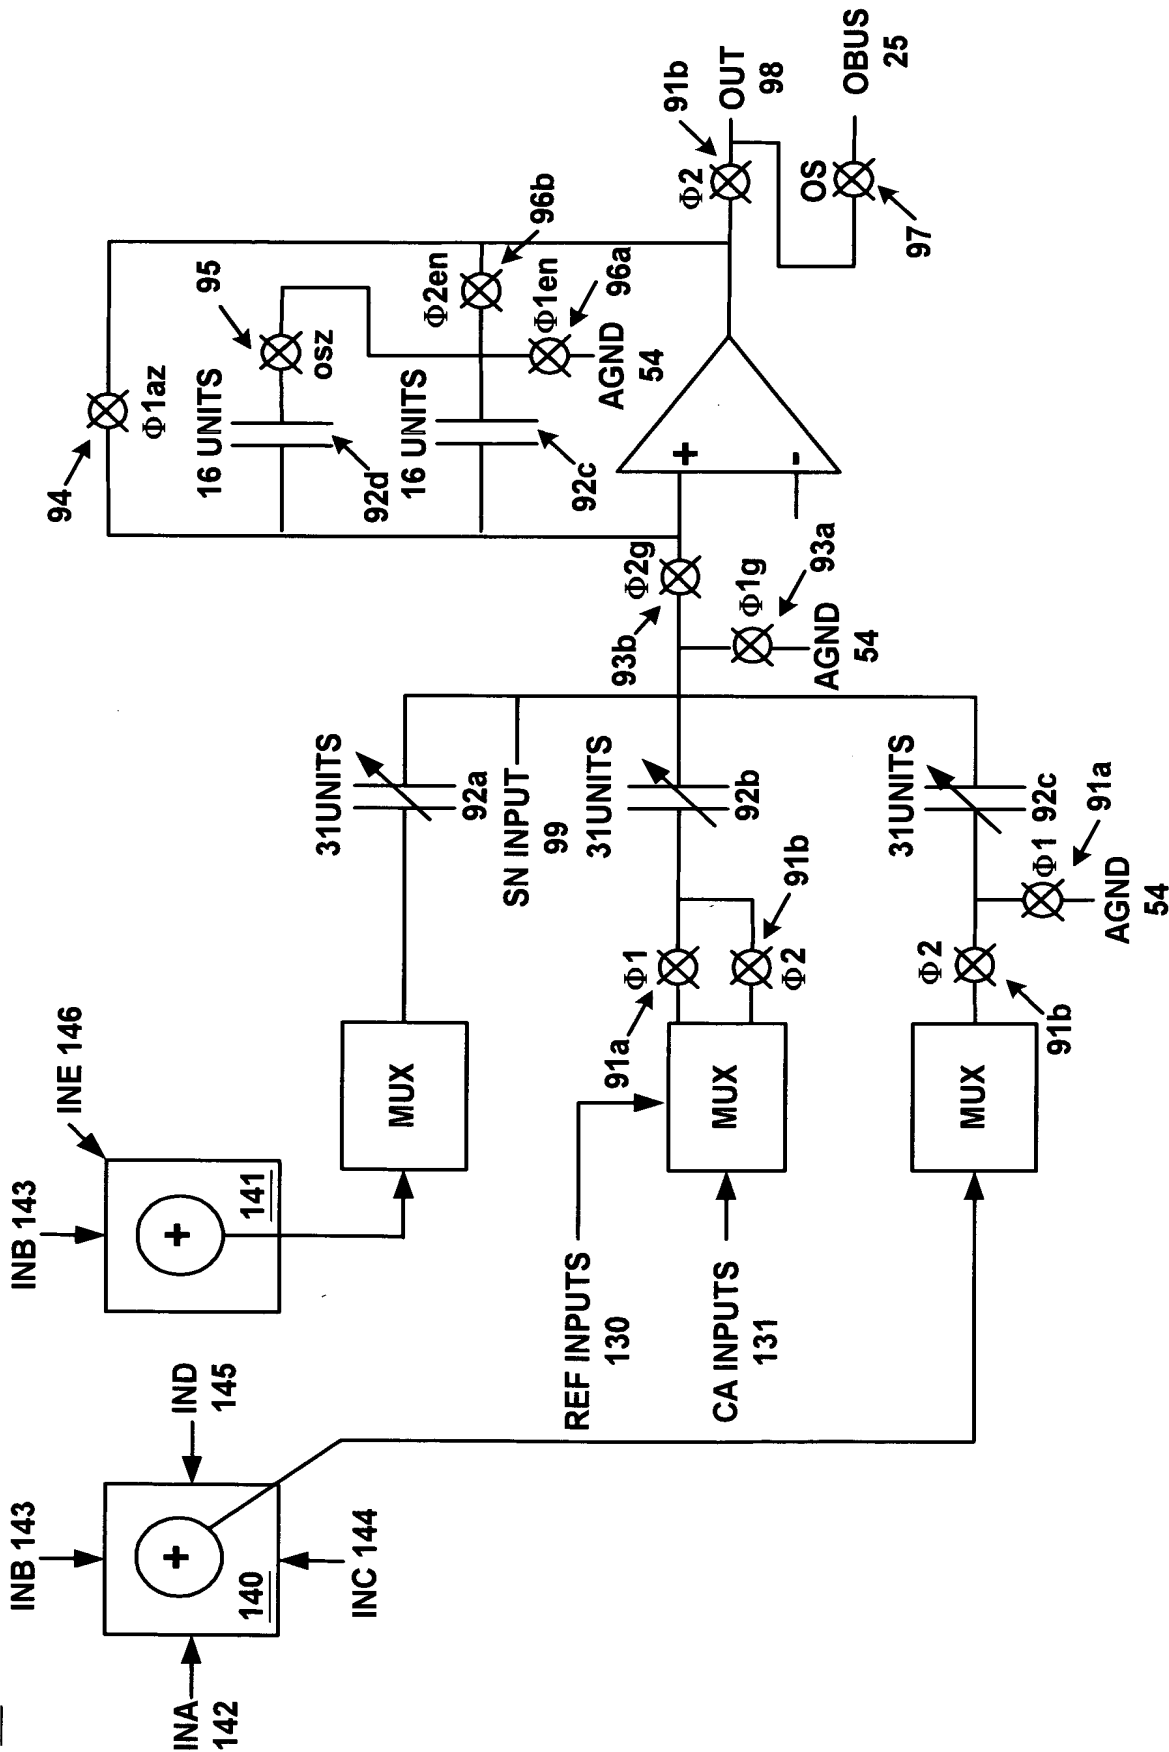 INB 143
INE 146
+
141
INB 143
IND
145
+
140
INA
142
INC 144
MUX
31UNITS
92a
SN INPUT
99
REF INPUTS
130
CA INPUTS
131
MUX
91a
Φ1
Φ2
91b
31UNITS
92b
MUX
Φ2
91b
Φ1
91a
AGND
54
31UNITS
92c
93b
Φ2g
Φ1g
93a
AGND
54
94
Φ1az
95
osz
16 UNITS
92d
16 UNITS
92c
Φ2en
96b
Φ1en
96a
AGND
54
+
-
Φ2
91b
OUT
98
OS
97
OBUS
25